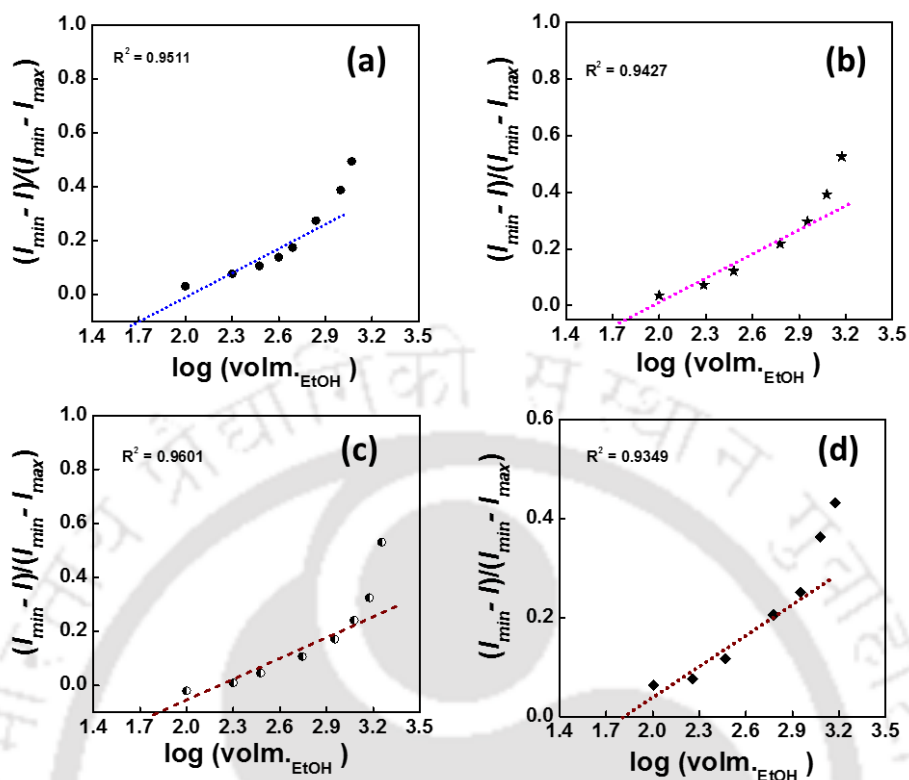 (a)
R² = 0.9511
(I_min - I)/(I_min - I_max)
1.0
0.8
0.6
0.4
0.2
0.0
1.4 1.7 2.0 2.3 2.6 2.9 3.2 3.5
log (volm._EtOH )
(b)
R² = 0.9427
(I_min - I)/(I_min - I_max)
1.0
0.8
0.6
0.4
0.2
0.0
1.4 1.7 2.0 2.3 2.6 2.9 3.2 3.5
log (volm._EtOH )
(c)
R² = 0.9601
(I_min - I)/(I_min - I_max)
1.0
0.8
0.6
0.4
0.2
0.0
1.4 1.7 2.0 2.3 2.6 2.9 3.2 3.5
log (volm._EtOH )
(d)
R² = 0.9349
(I_min - I)/(I_min - I_max)
0.6
0.4
0.2
0.0
1.4 1.7 2.0 2.3 2.6 2.9 3.2 3.5
log (volm._EtOH )